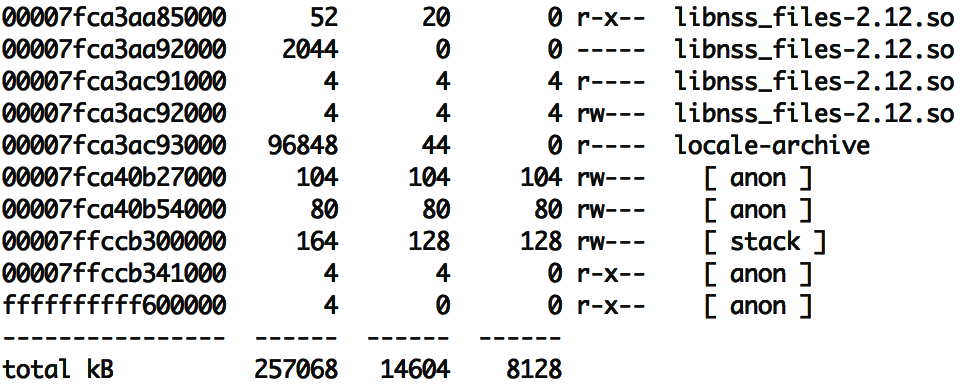 00007fca3aa85000      52      20       0 r-x--  libnss_files-2.12.so
00007fca3aa92000    2044       0       0 -----  libnss_files-2.12.so
00007fca3ac91000       4       4       4 r----  libnss_files-2.12.so
00007fca3ac92000       4       4       4 rw---  libnss_files-2.12.so
00007fca3ac93000   96848      44       0 r----  locale-archive
00007fca40b27000     104     104     104 rw---    [ anon ]
00007fca40b54000      80      80      80 rw---    [ anon ]
00007ffccb300000     164     128     128 rw---    [ stack ]
00007ffccb341000       4       4       0 r-x--    [ anon ]
ffffffffff600000       4       0       0 r-x--    [ anon ]
----------------  ------  ------  ------
total kB          257068   14604    8128